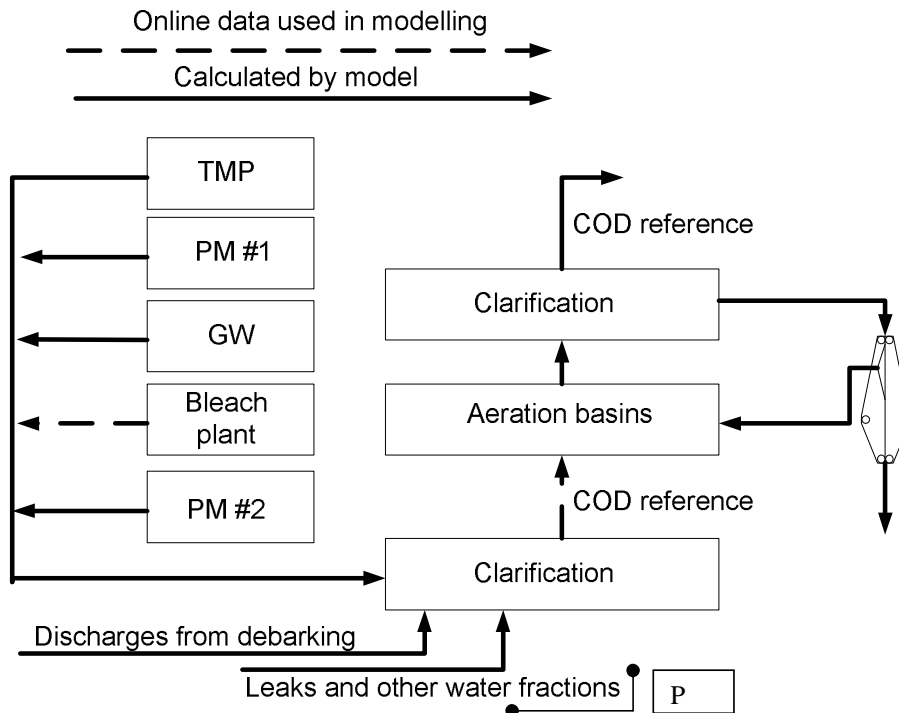 Online data used in modelling
Calculated by model
TMP
PM #1
GW
Bleach
plant
PM #2
COD reference
Clarification
Aeration basins
COD reference
Clarification
Discharges from debarking
Leaks and other water fractions
P